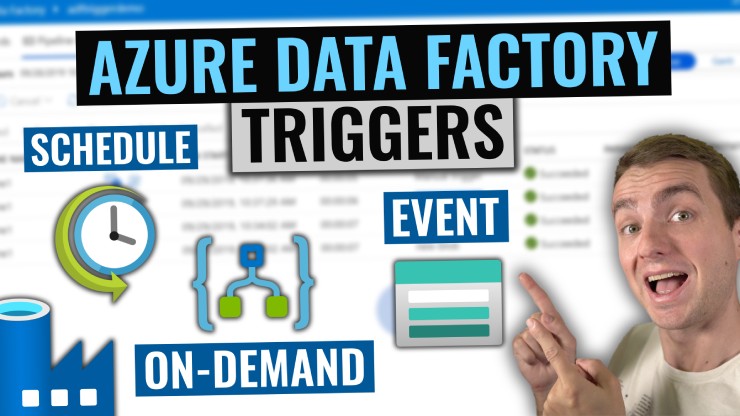 AZURE DATA FACTORY
TRIGGERS
SCHEDULE
EVENT
ON-DEMAND